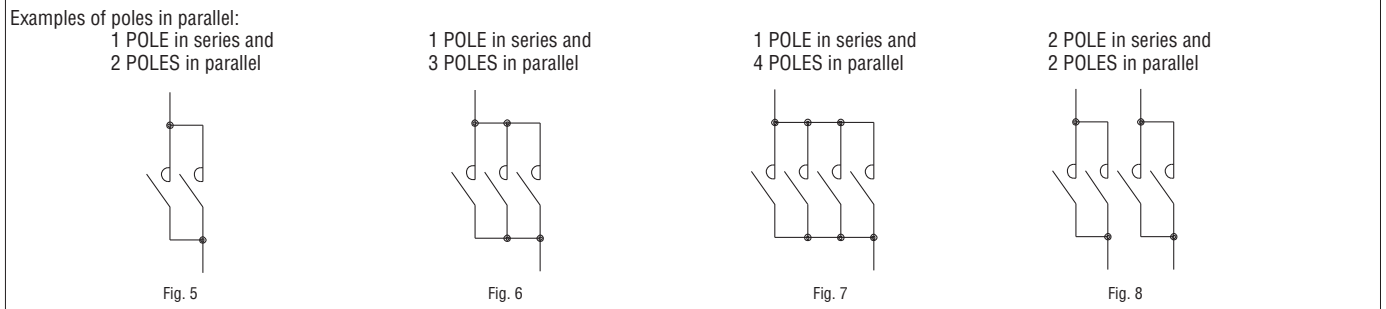 Examples of poles in parallel:
1 POLE in series and
2 POLES in parallel
1 POLE in series and
3 POLES in parallel
1 POLE in series and
4 POLES in parallel
2 POLE in series and
2 POLES in parallel
Fig. 5
Fig. 6
Fig. 7
Fig. 8